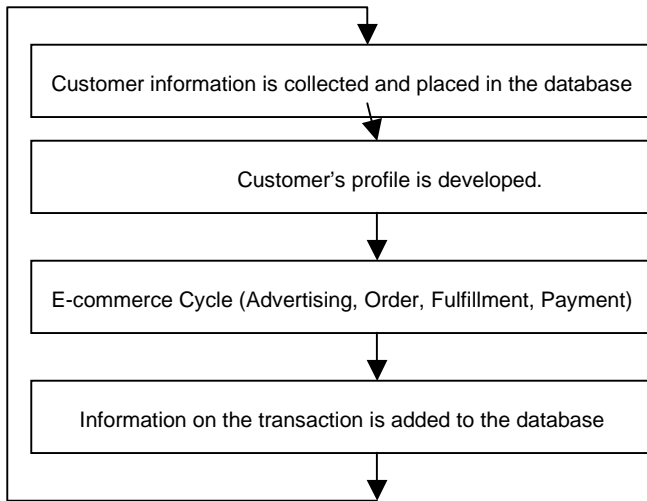 Customer information is collected and placed in the database
Customer’s profile is developed.
E-commerce Cycle (Advertising, Order, Fulfillment, Payment)
Information on the transaction is added to the database